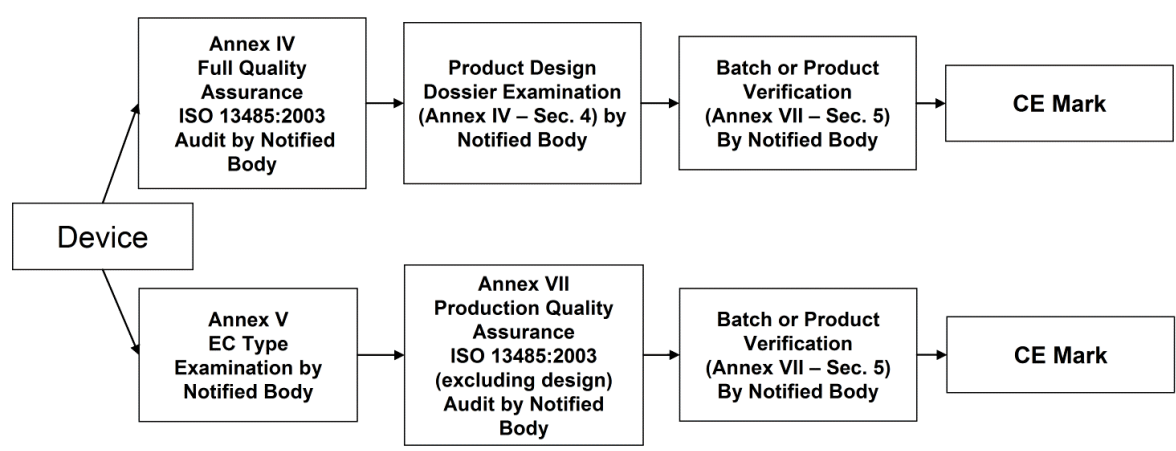 Annex IV
Full Quality
Assurance
ISO 13485:2003
Audit by Notified
Body
Product Design
Dossier Examination
(Annex IV – Sec. 4) by
Notified Body
Batch or Product
Verification
(Annex VII – Sec. 5)
By Notified Body
CE Mark
Device
Annex V
EC Type
Examination by
Notified Body
Annex VII
Production Quality
Assurance
ISO 13485:2003
(excluding design)
Audit by Notified
Body
Batch or Product
Verification
(Annex VII – Sec. 5)
By Notified Body
CE Mark